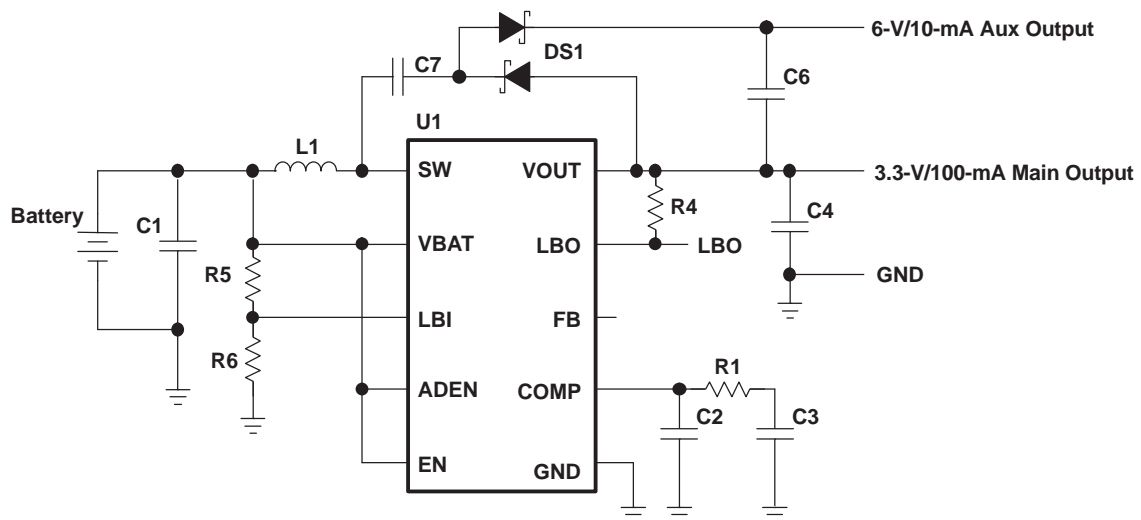 6-V/10-mA Aux Output
DS1
C7
C6
U1
L1
SW
VOUT
3.3-V/100-mA Main Output
R4
C4
Battery
C1
VBAT
LBO
LBO
R5
GND
LBI
FB
R6
R1
ADEN
COMP
C2
C3
EN
GND